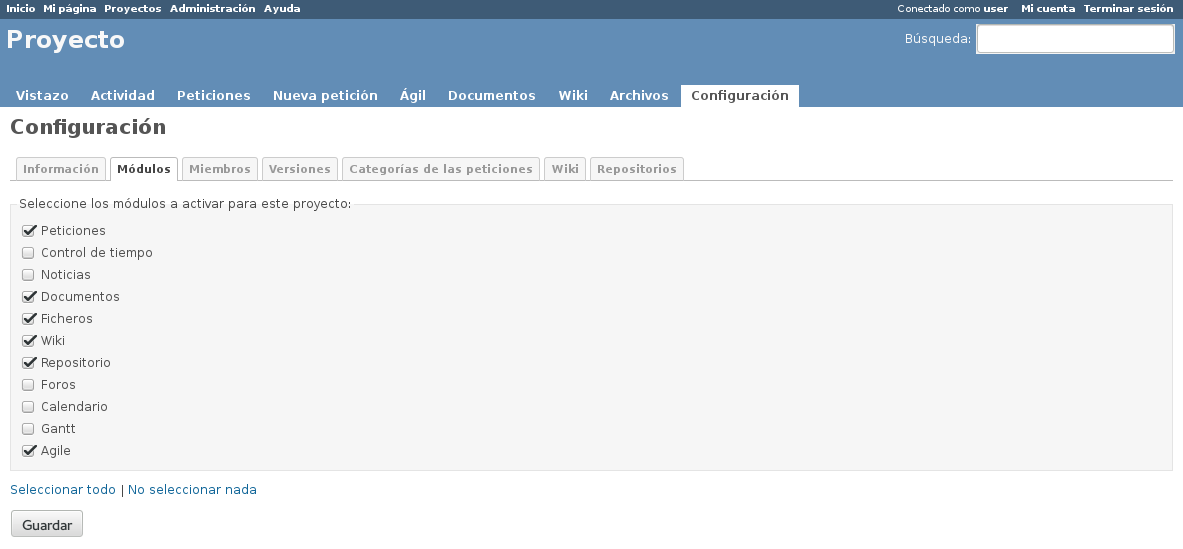 Inicio Mi página Proyectos Administración Ayuda Conectado como user Mi cuenta Terminar sesión
Proyecto Búsqueda:
Vistazo Actividad Peticiones Nueva petición Ágil Documentos Wiki Archivos Configuración
Configuración
Información Módulos Miembros Versiones Categorías de las peticiones Wiki Repositorios
Seleccione los módulos a activar para este proyecto:
Peticiones
Control de tiempo
Noticias
Documentos
Ficheros
Wiki
Repositorio
Foros
Calendario
Gantt
Agile
Seleccionar todo | No seleccionar nada
Guardar